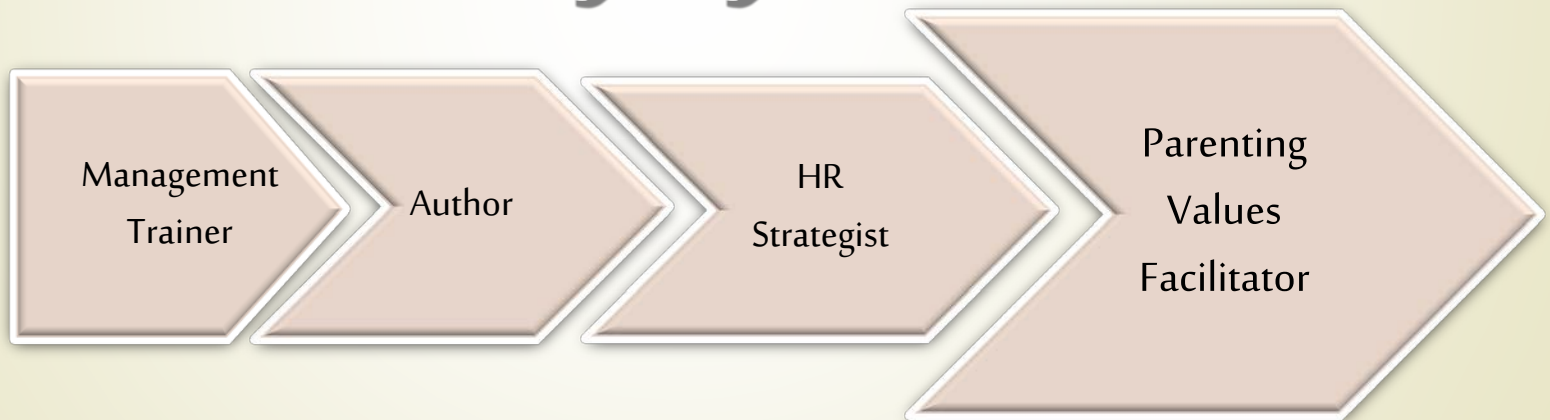 Management
Trainer
Author
HR
Strategist
Parenting
Values
Facilitator